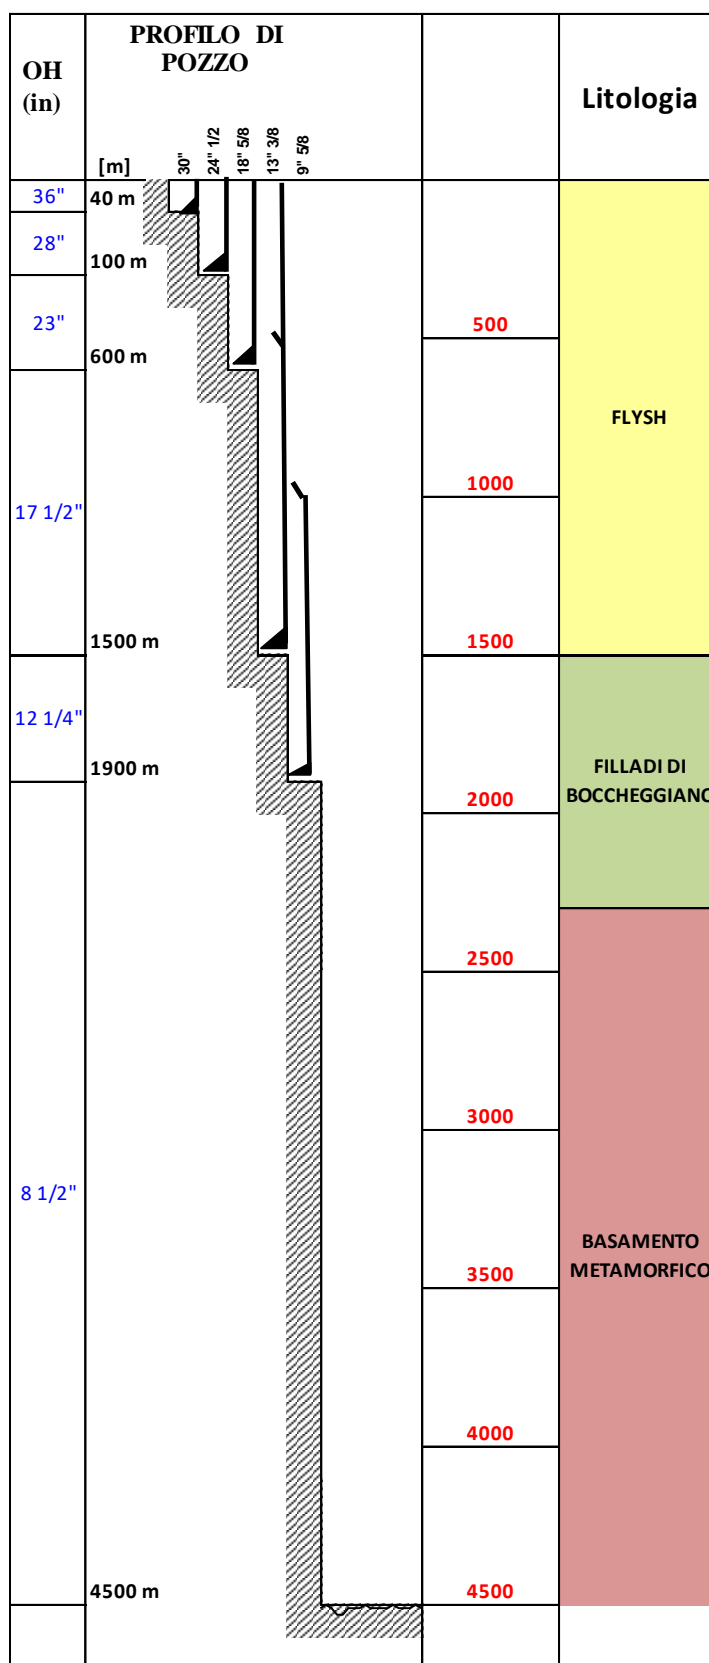 PROFILO DI
POZZO
OH
(in)
Litologia
[m]
30"
24" 1/2
18" 5/8
13" 3/8
9" 5/8
36"
40 m
28"
100 m
23"
500
600 m
FLYSH
1000
17 1/2"
1500 m
1500
12 1/4"
1900 m
FILLADI DI
BOCCHEGGIANO
2000
2500
3000
8 1/2"
BASAMENTO
METAMORFICO
3500
4000
4500 m
4500